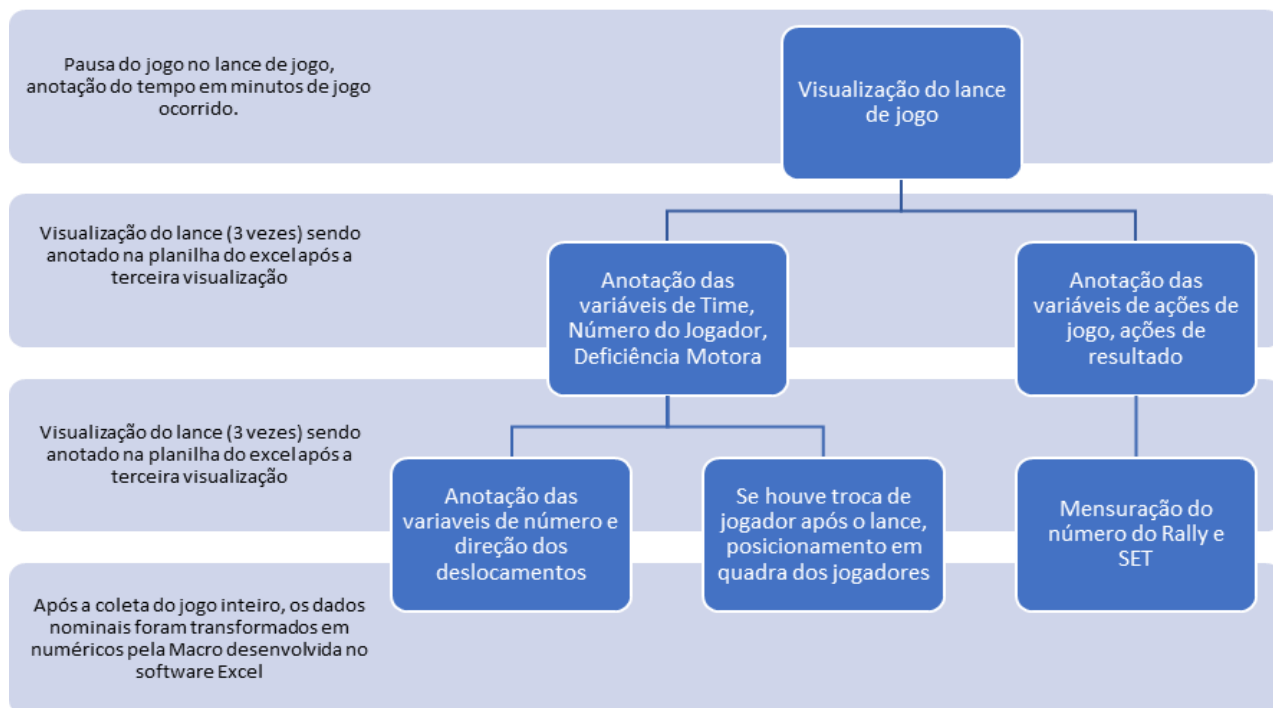 Pausa do jogo no lance de jogo,
anotação do tempo em minutos de jogo
ocorrido.
Visualização do lance
de jogo
Visualização do lance (3 vezes) sendo
anotado na planilha do excel após a
terceira visualização
Anotação das
variáveis de Time,
Número do Jogador,
Deficiência Motora
Anotação das
variáveis de ações de
jogo, ações de
resultado
Visualização do lance (3 vezes) sendo
anotado na planilha do excel após a
terceira visualização
Anotação das
variaveis de número e
direção dos
deslocamentos
Se houve troca de
jogador após o lance,
posicionamento em
quadra dos jogadores
Mensuração do
número do Rally e
SET
Após a coleta do jogo inteiro, os dados
nominais foram transformados em
numéricos pela Macro desenvolvida no
software Excel